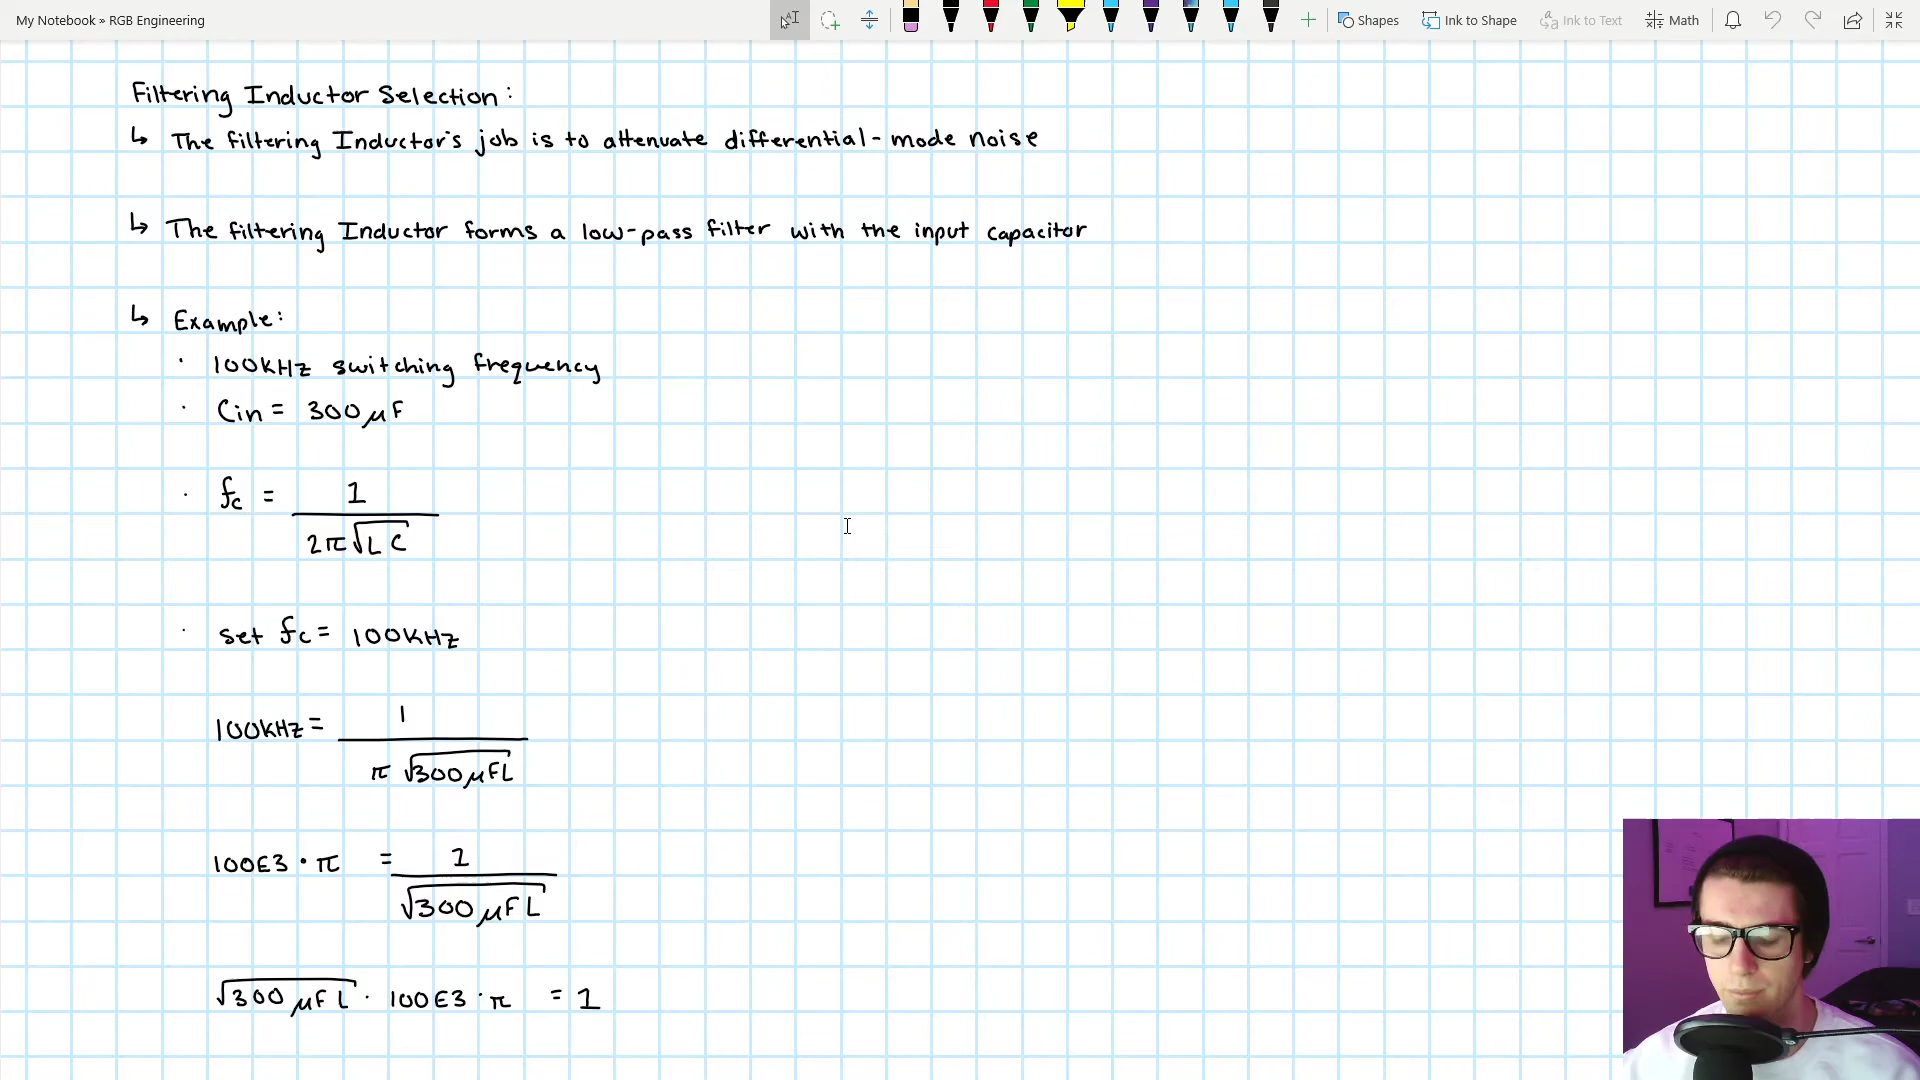 My Notebook » RGB Engineering
Shapes
Ink to Shape
Ink to Text
Math
Filtering Inductor Selection:
↳ The filtering Inductor's job is to attenuate differential-mode noise
↳ The filtering Inductor forms a low-pass filter with the input capacitor
↳ Example:
· 100kHz switching frequency
· Cin = 300μF
· fc = 1 / 2π√LC
· set fc = 100kHz
100kHz = 1 / π√300μFL
100E3 · π = 1 / √300μFL
√300μFL · 100E3 · π = 1